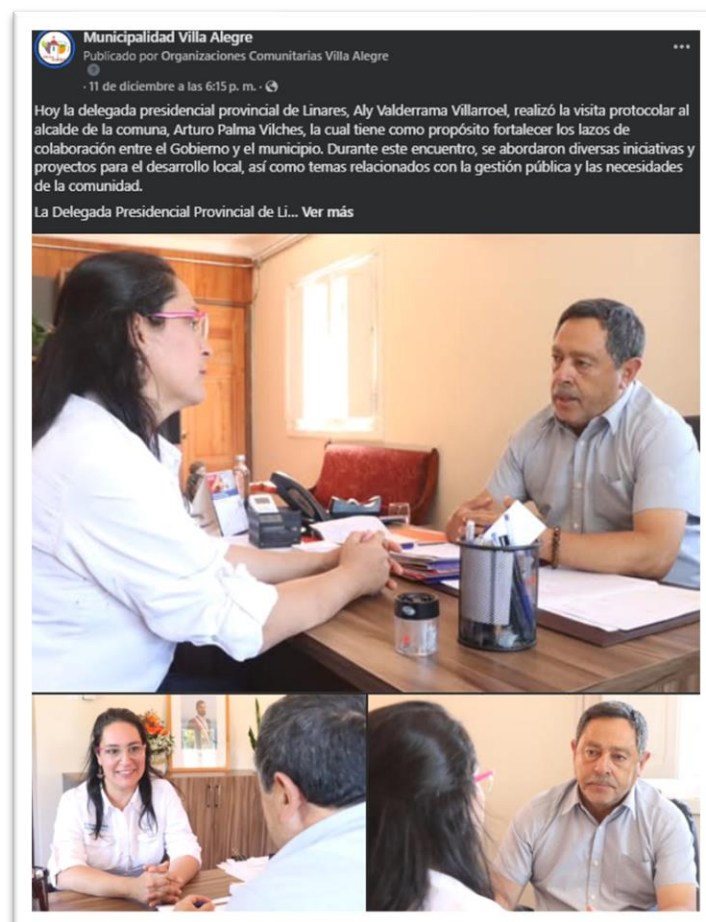 Municipalidad Villa Alegre
Publicado por Organizaciones Comunitarias Villa Alegre
· 11 de diciembre a las 6:15 p. m. ·
Hoy la delegada presidencial provincial de Linares, Aly Valderrama Villarroel, realizó la visita protocolar al
alcalde de la comuna, Arturo Palma Vilches, la cual tiene como propósito fortalecer los lazos de
colaboración entre el Gobierno y el municipio. Durante este encuentro, se abordaron diversas iniciativas y
proyectos para el desarrollo local, así como temas relacionados con la gestión pública y las necesidades
de la comunidad.
La Delegada Presidencial Provincial de Li... Ver más